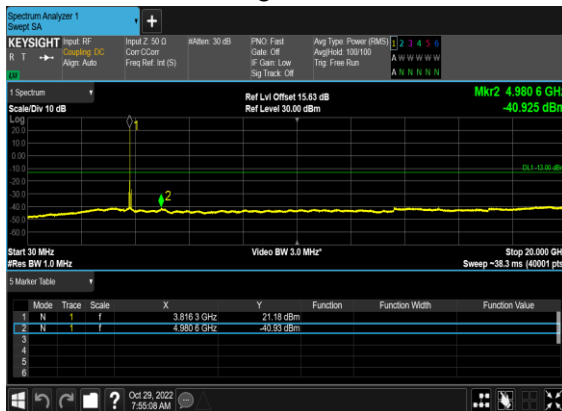 Spectrum Analyzer 1
Swept SA
KEYSIGHT Input: RF Input Z: 50 Ω #Atten: 30 dB PNO: Fast Avg Type: Power (RMS) 1 2 3 4 5 6
R T Coupling: DC Corr CCorr Gate: Off Avg|Hold: 100/100 A W W W W W
Align: Auto Freq Ref: Int (S) IF Gain: Low Trig: Free Run
Sig Track: Off A N N N N N
1 Spectrum
Ref Lvl Offset 15.63 dB Mkr2 4.980 6 GHz
Scale/Div 10 dB Ref Level 30.00 dBm -40.925 dBm
Log
20.0
10.0
0.00
-10.0
-20.0
-30.0
-40.0
-50.0
-60.0
1
2
DL1 -13.00 dBm
Start 30 MHz Video BW 3.0 MHz* Stop 20.000 GHz
#Res BW 1.0 MHz Sweep ~38.3 ms (40001 pts)
5 Marker Table
Mode Trace Scale X Y Function Function Width Function Value
1 N 1 f 3.816 3 GHz 21.18 dBm
2 N 1 f 4.980 6 GHz -40.93 dBm
3
4
5
6
Oct 29, 2022
7:55:08 AM